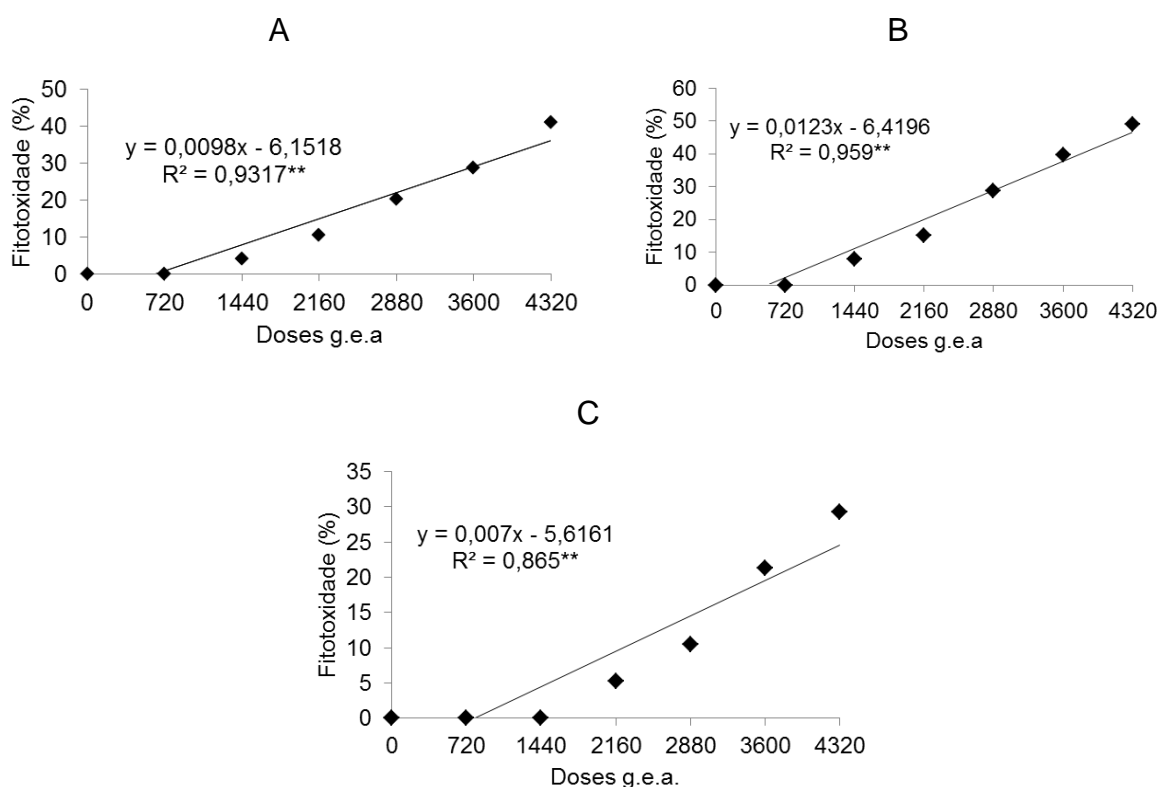 A
Fitotoxidade (%)
50
40
30
20
10
0
y = 0,0098x - 6,1518
R² = 0,9317**
0 720 1440 2160 2880 3600 4320
Doses g.e.a
B
Fitotoxidade (%)
60
50
40
30
20
10
0
y = 0,0123x - 6,4196
R² = 0,959**
0 720 1440 2160 2880 3600 4320
Doses g.e.a
C
Fitotoxidade (%)
35
30
25
20
15
10
5
0
y = 0,007x - 5,6161
R² = 0,865**
0 720 1440 2160 2880 3600 4320
Doses g.e.a.